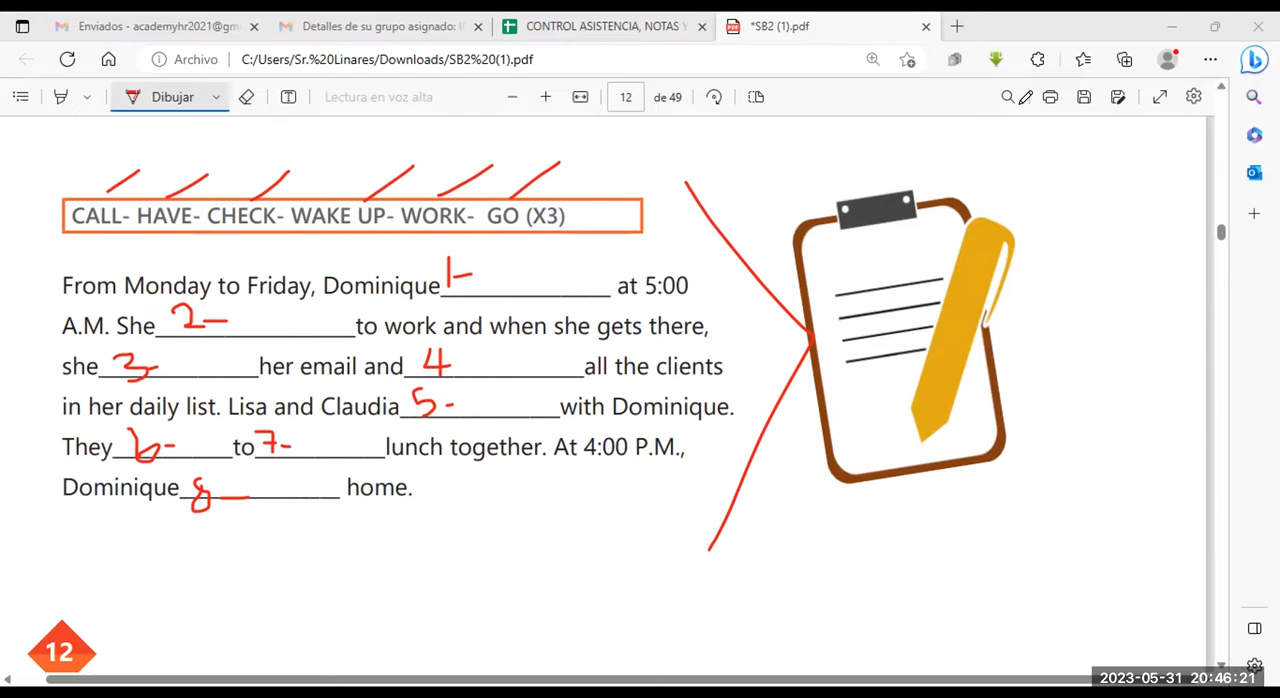 Enviados - academyhr2021@gm
Detalles de su grupo asignado: I
CONTROL ASISTENCIA, NOTAS Y
*SB2 (1).pdf
Archivo
C:/Users/Sr.%20Linares/Downloads/SB2%20(1).pdf
Dibujar
Lectura en voz alta
12
de 49
CALL- HAVE- CHECK- WAKE UP- WORK- GO (X3)
From Monday to Friday, Dominique 1- at 5:00
A.M. She 2- to work and when she gets there,
she 3- her email and 4 all the clients
in her daily list. Lisa and Claudia 5- with Dominique.
They 6- to 7- lunch together. At 4:00 P.M.,
Dominique 8- home.
12
2023-05-31 20:46:21